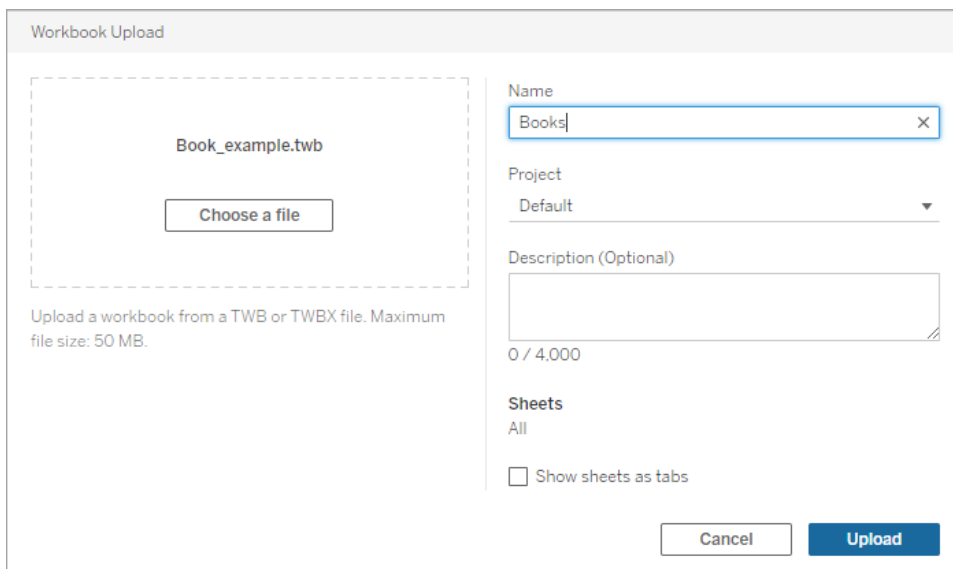 Workbook Upload
Book_example.twb
Choose a file
Upload a workbook from a TWB or TWBX file. Maximum
file size: 50 MB.
Name
Books
Project
Default
Description (Optional)
0 / 4,000
Sheets
All
Show sheets as tabs
Cancel
Upload